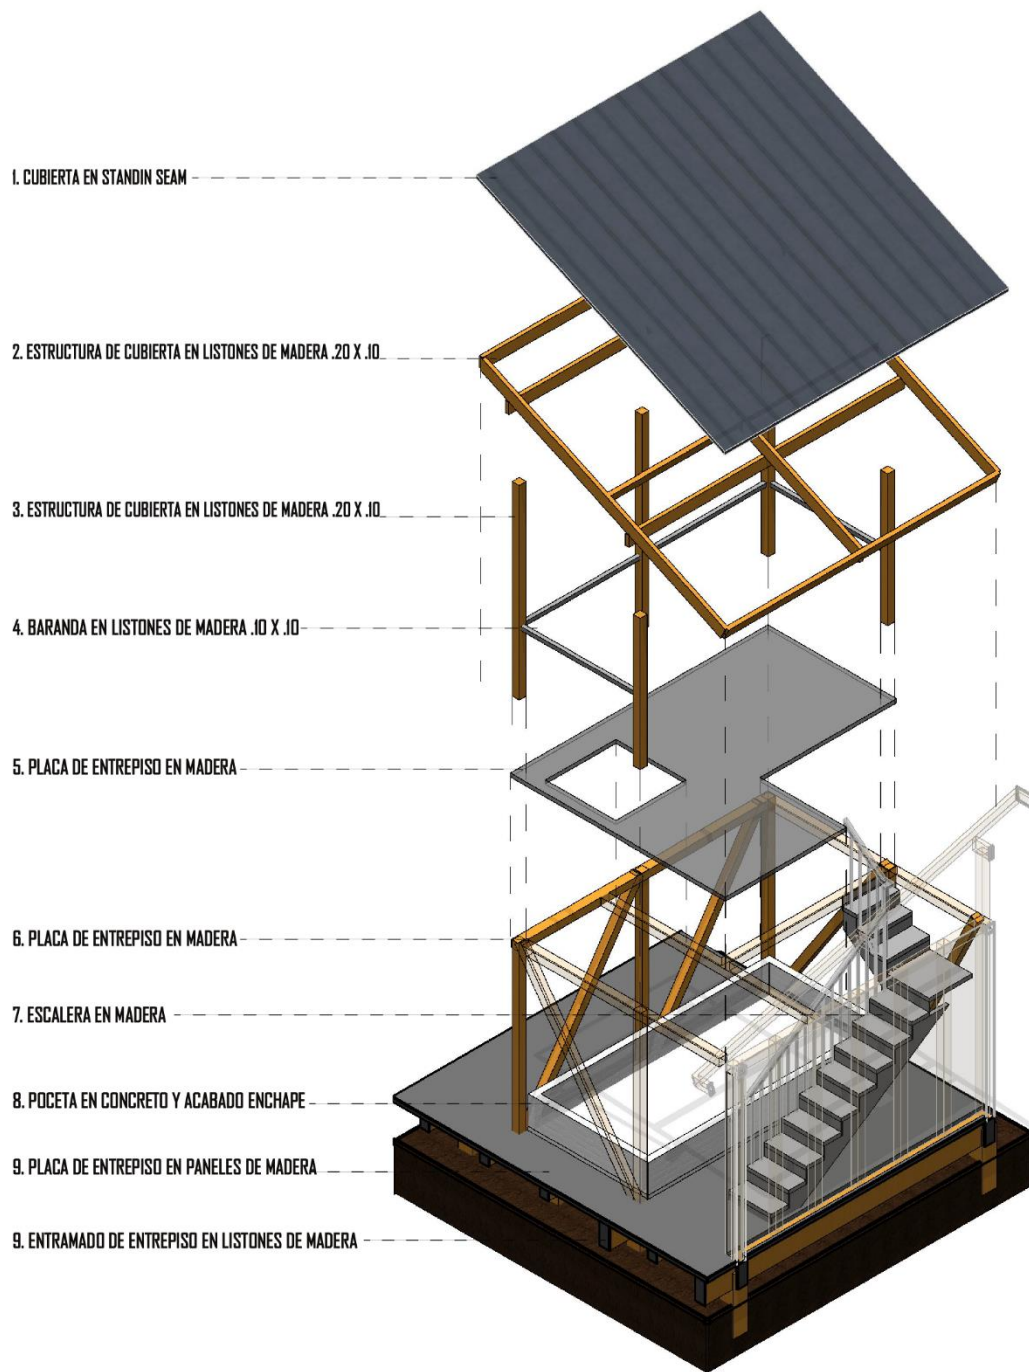 1. CUBIERTA EN STANDIN SEAM
2. ESTRUCTURA DE CUBIERTA EN LISTONES DE MADERA .20 X .10
3. ESTRUCTURA DE CUBIERTA EN LISTONES DE MADERA .20 X .10
4. BARANDA EN LISTONES DE MADERA .10 X .10
5. PLACA DE ENTREPISO EN MADERA
6. PLACA DE ENTREPISO EN MADERA
7. ESCALERA EN MADERA
8. POCETA EN CONCRETO Y ACABADO ENCHAPE
9. PLACA DE ENTREPISO EN PANELES DE MADERA
9. ENTRAMADO DE ENTREPISO EN LISTONES DE MADERA